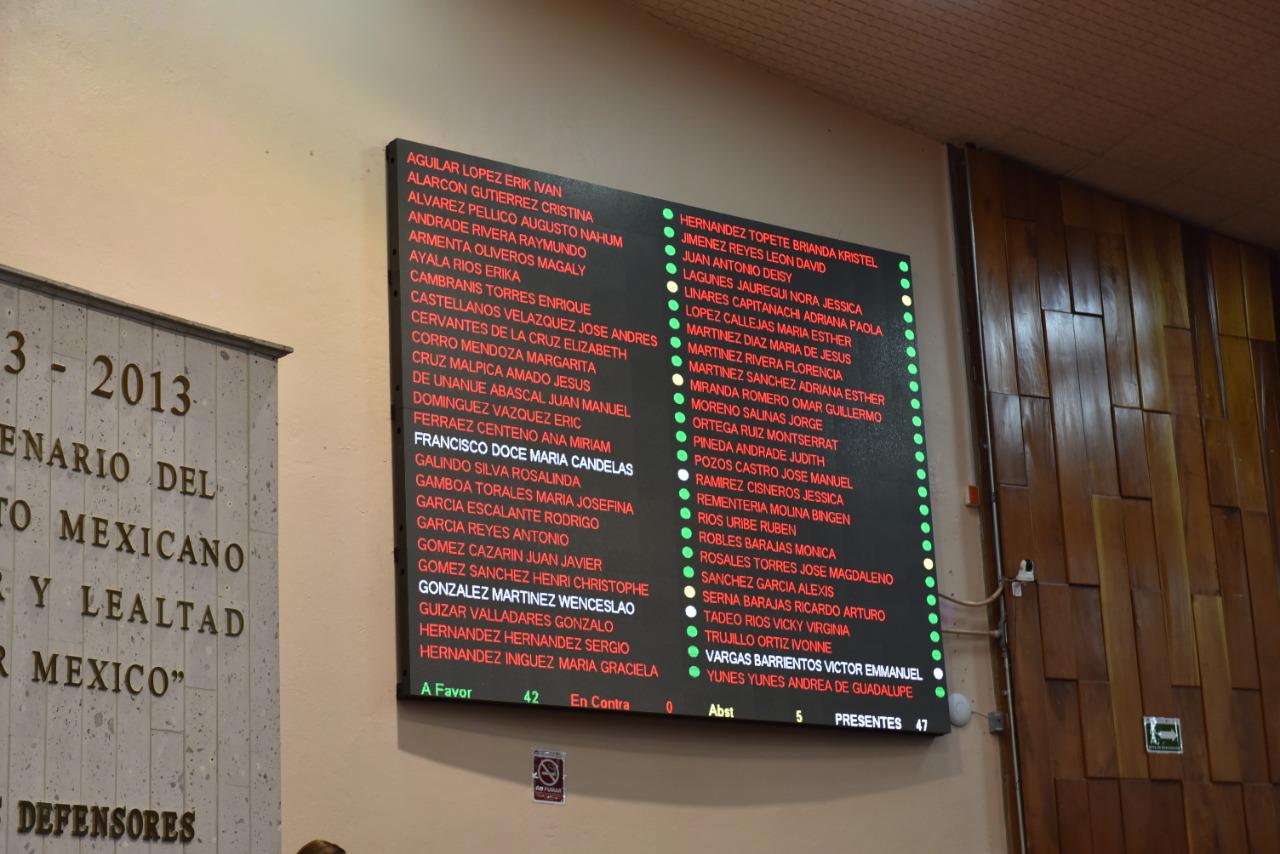 3 - 2013
ENARIO DEL
TO MEXICANO
R Y LEALTAD
R MEXICO”
DEFENSORES
AGUILAR LOPEZ ERIK IVAN
ALARCON GUTIERREZ CRISTINA
ALVAREZ PELLICO AUGUSTO NAHUM
ANDRADE RIVERA RAYMUNDO
ARMENTA OLIVEROS MAGALY
AYALA RIOS ERIKA
CAMBRANIS TORRES ENRIQUE
CASTELLANOS VELAZQUEZ JOSE ANDRES
CERVANTES DE LA CRUZ ELIZABETH
CORRO MENDOZA MARGARITA
CRUZ MALPICA AMADO JESUS
DE UNANUE ABASCAL JUAN MANUEL
DOMINGUEZ VAZQUEZ ERIC
FERRAEZ CENTENO ANA MIRIAM
FRANCISCO DOCE MARIA CANDELAS
GALINDO SILVA ROSALINDA
GAMBOA TORALES MARIA JOSEFINA
GARCIA ESCALANTE RODRIGO
GARCIA REYES ANTONIO
GOMEZ CAZARIN JUAN JAVIER
GOMEZ SANCHEZ HENRI CHRISTOPHE
GONZALEZ MARTINEZ WENCESLAO
GUIZAR VALLADARES GONZALO
HERNANDEZ HERNANDEZ SERGIO
HERNANDEZ INIGUEZ MARIA GRACIELA
HERNANDEZ TOPETE BRIANDA KRISTEL
JIMENEZ REYES LEON DAVID
JUAN ANTONIO DEISY
LAGUNES JAUREGUI NORA JESSICA
LINARES CAPITANACHI ADRIANA PAOLA
LOPEZ CALLEJAS MARIA ESTHER
MARTINEZ DIAZ MARIA DE JESUS
MARTINEZ RIVERA FLORENCIA
MARTINEZ SANCHEZ ADRIANA ESTHER
MIRANDA ROMERO OMAR GUILLERMO
MORENO SALINAS JORGE
ORTEGA RUIZ MONTSERRAT
PINEDA ANDRADE JUDITH
POZOS CASTRO JOSE MANUEL
RAMIREZ CISNEROS JESSICA
REMENTERIA MOLINA BINGEN
RIOS URIBE RUBEN
ROBLES BARAJAS MONICA
ROSALES TORRES JOSE MAGDALENO
SANCHEZ GARCIA ALEXIS
SERNA BARAJAS RICARDO ARTURO
TADEO RIOS VICKY VIRGINIA
TRUJILLO ORTIZ IVONNE
VARGAS BARRIENTOS VICTOR EMMANUEL
YUNES YUNES ANDREA DE GUADALUPE
A Favor 42 En Contra 0 Abst 5 PRESENTES 47